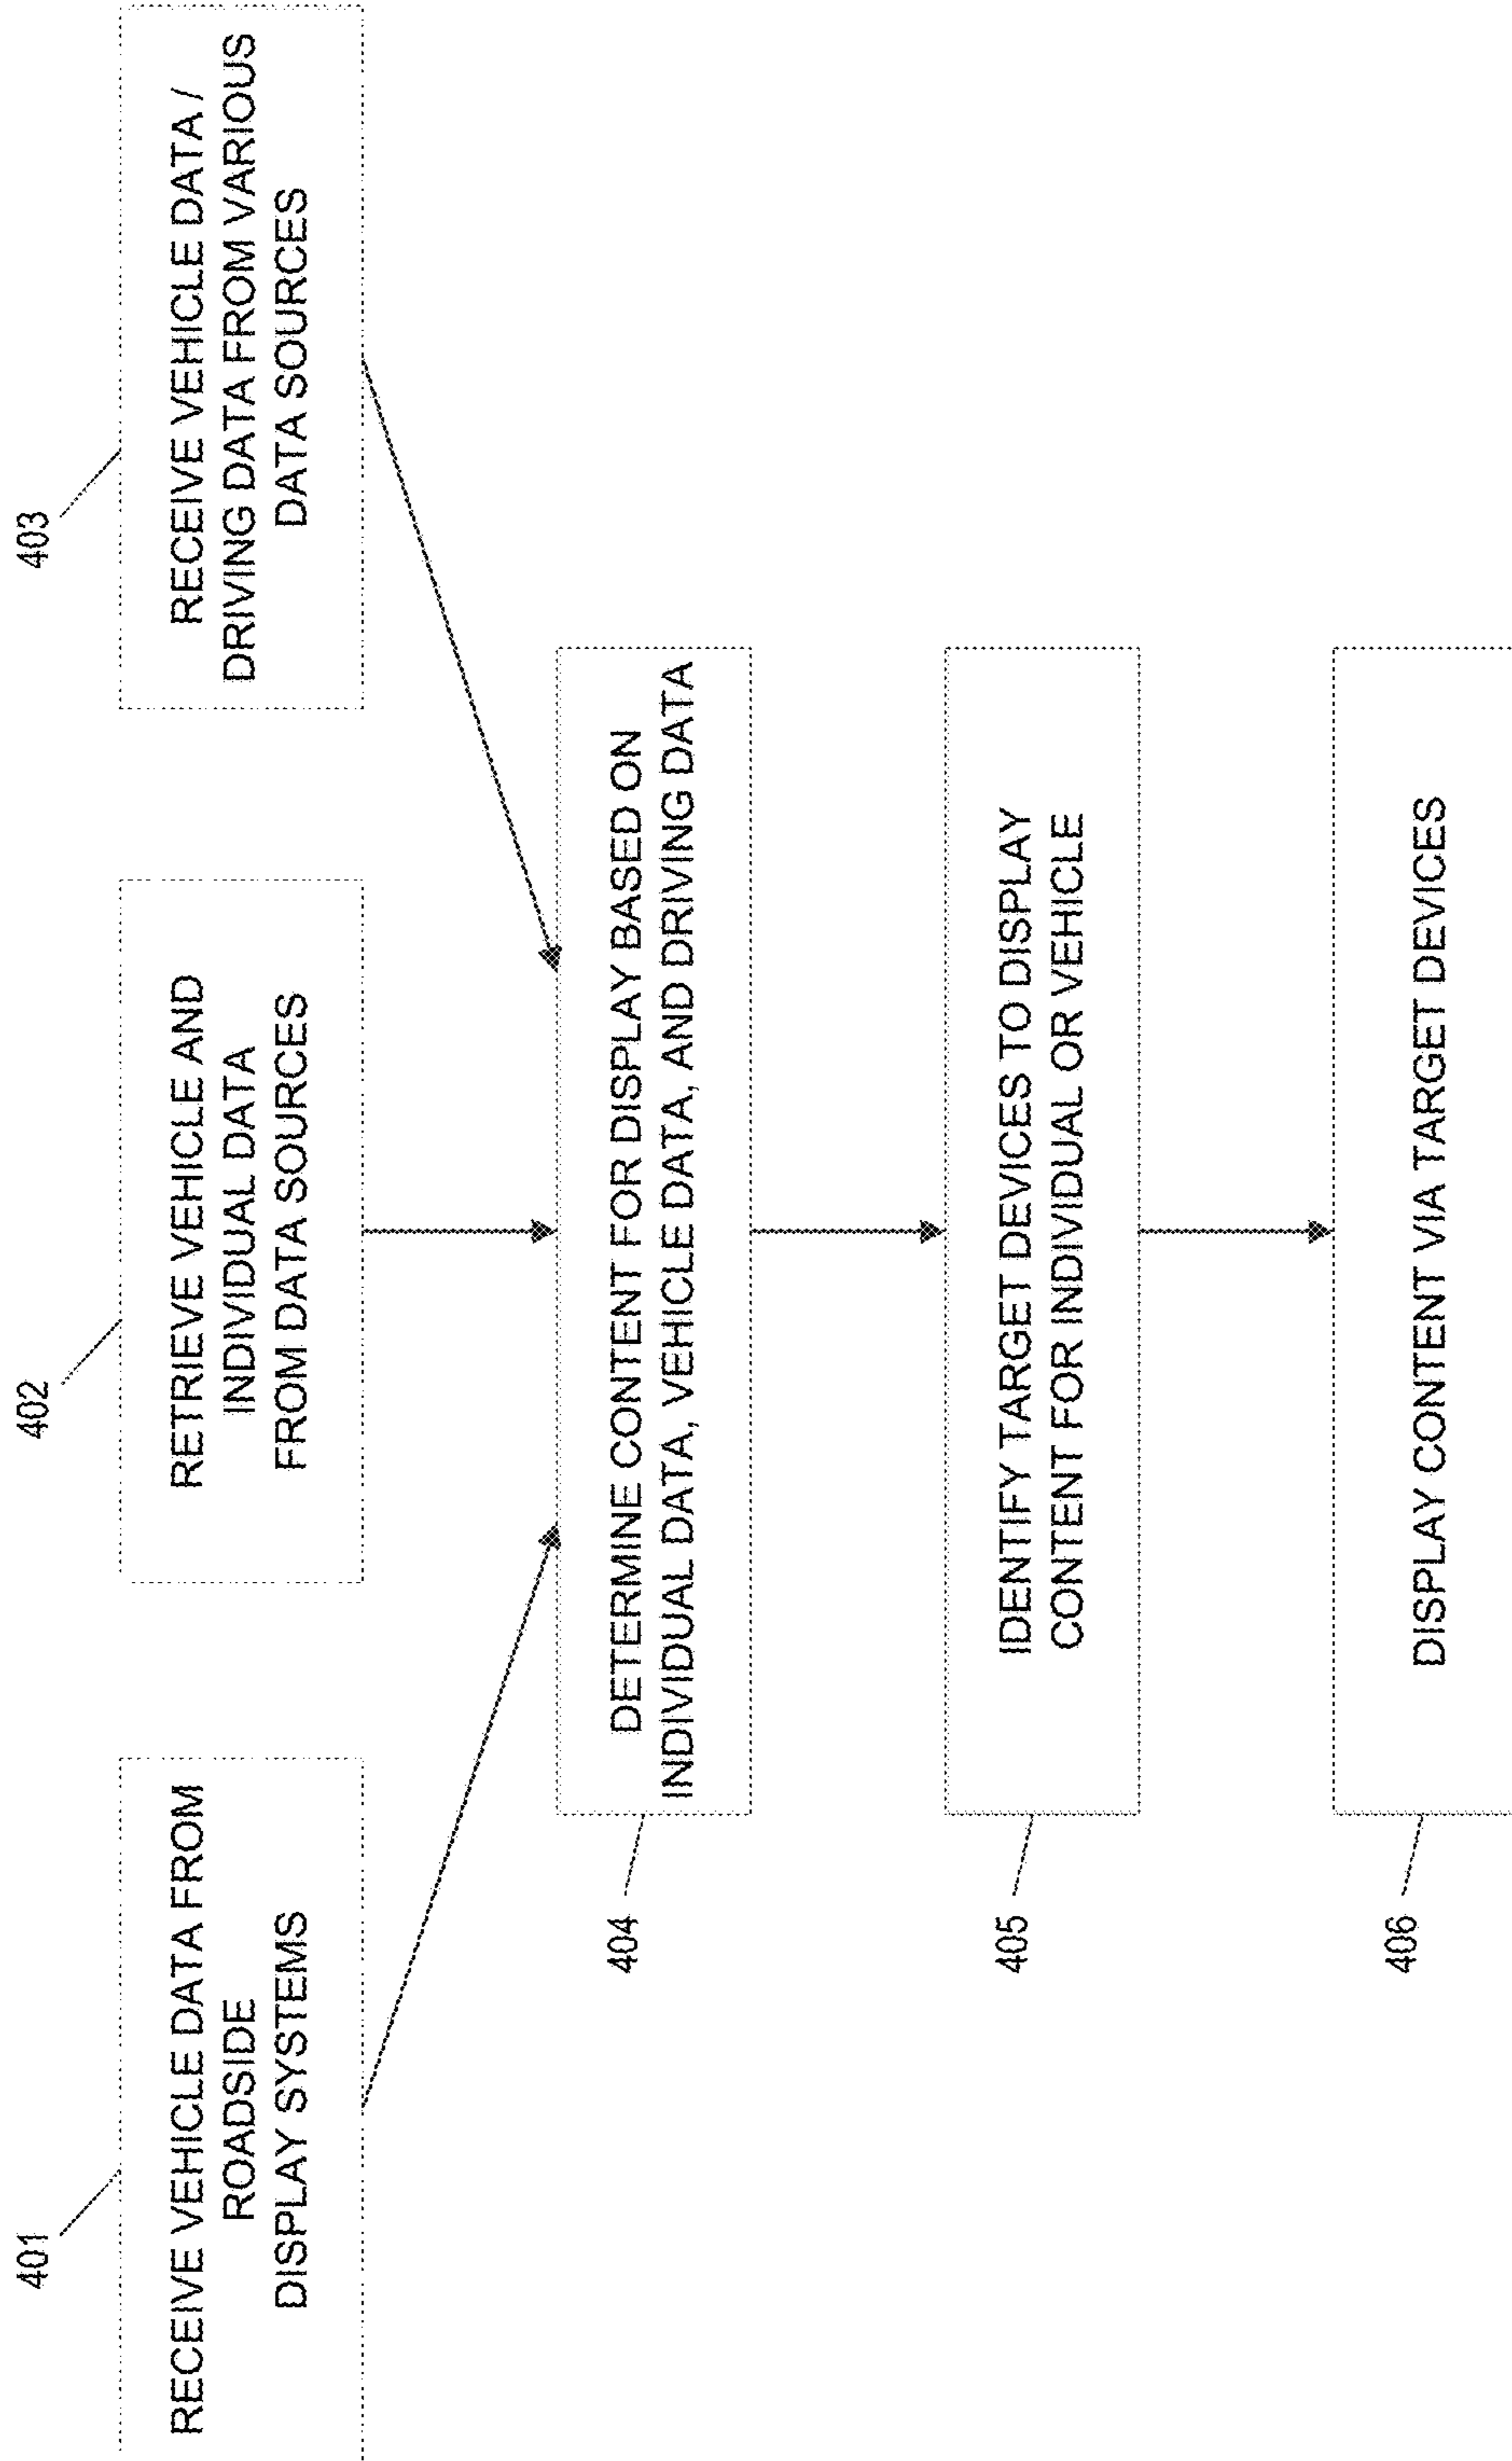 401
RECEIVE VEHICLE DATA FROM
ROADSIDE
DISPLAY SYSTEMS
402
RETRIEVE VEHICLE AND
INDIVIDUAL DATA
FROM DATA SOURCES
403
RECEIVE VEHICLE DATA /
DRIVING DATA FROM VARIOUS
DATA SOURCES
404
DETERMINE CONTENT FOR DISPLAY BASED ON
INDIVIDUAL DATA, VEHICLE DATA, AND DRIVING DATA
405
IDENTIFY TARGET DEVICES TO DISPLAY
CONTENT FOR INDIVIDUAL OR VEHICLE
406
DISPLAY CONTENT VIA TARGET DEVICES